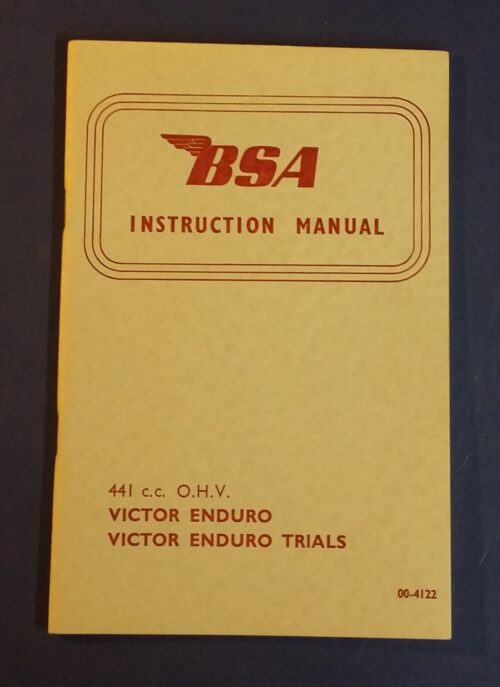 BSA
INSTRUCTION MANUAL
441 c.c. O.H.V.
VICTOR ENDURO
VICTOR ENDURO TRIALS
00-4122